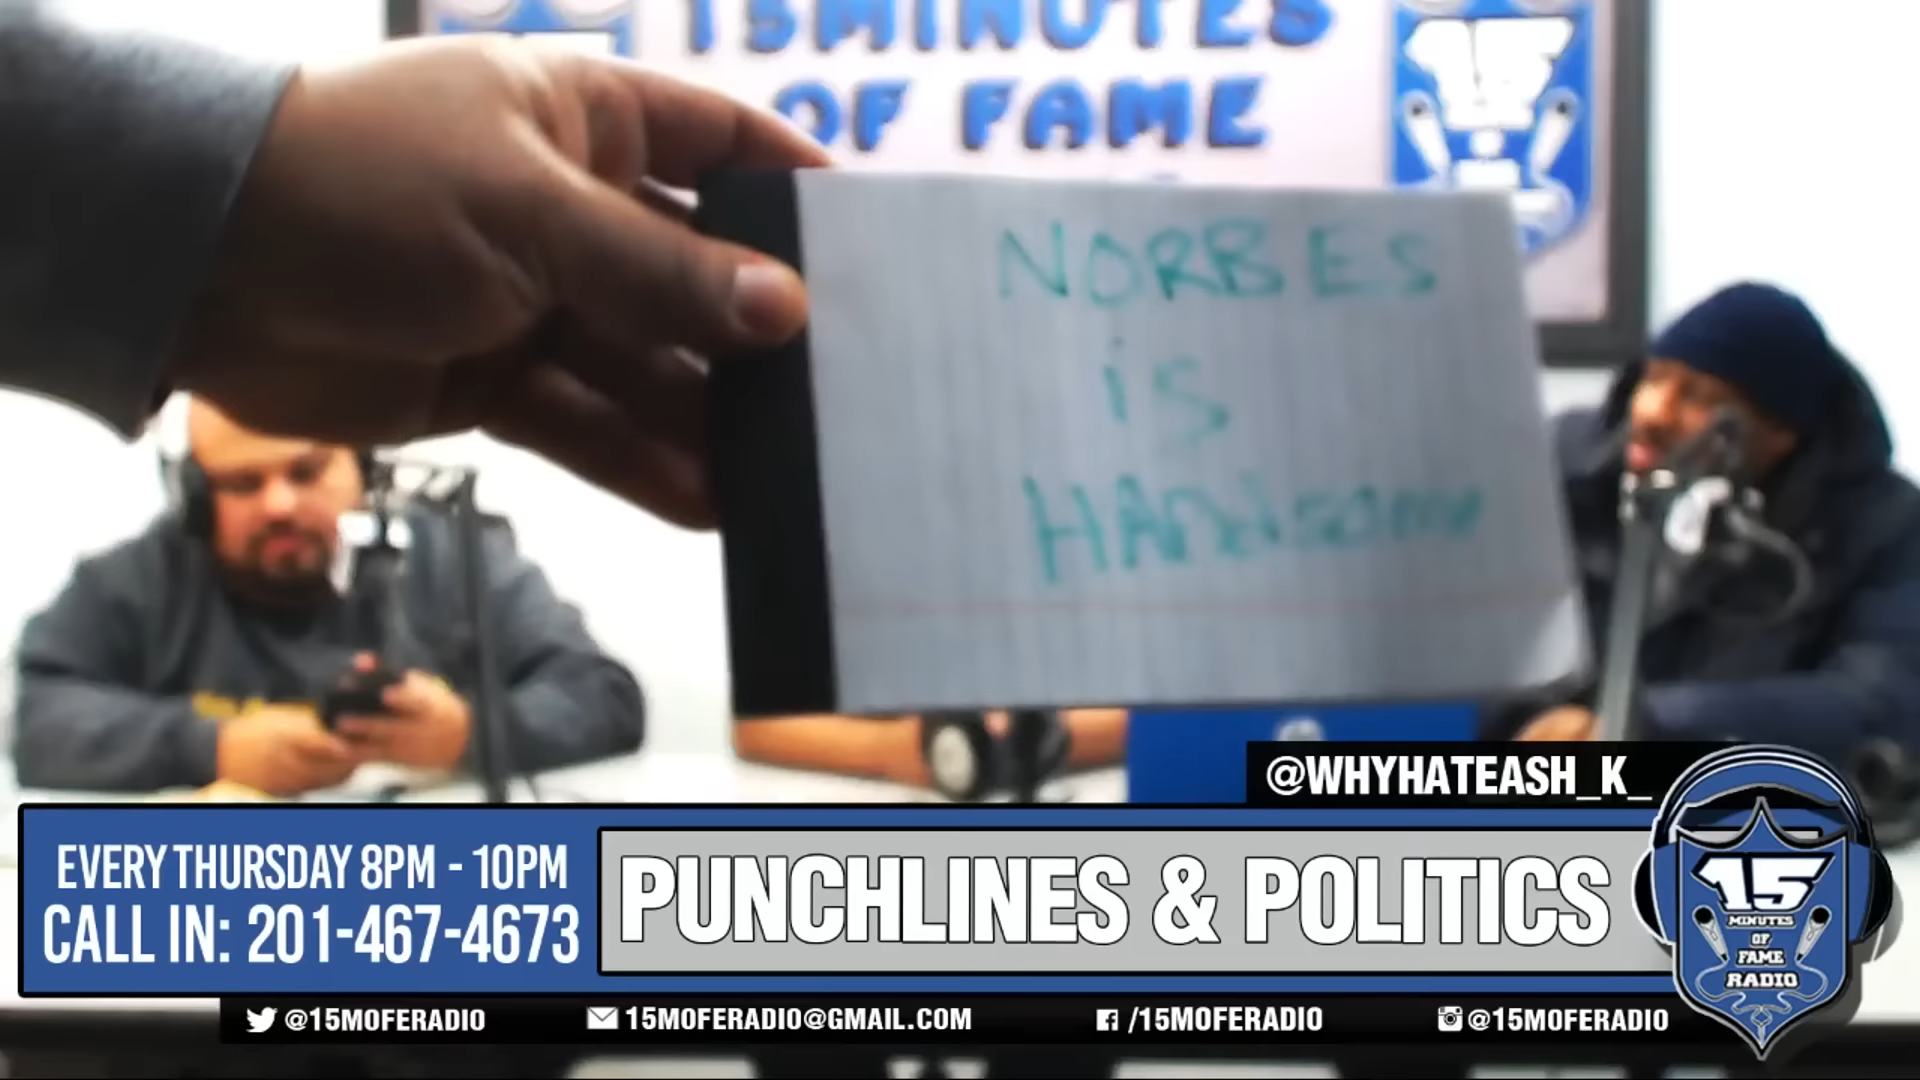 15MINUTES
OF FAME
15
NORBES
is
HANdsome
@WHYHATEASH_K_
EVERY THURSDAY 8PM - 10PM
CALL IN: 201-467-4673
PUNCHLINES & POLITICS
15
MINUTES
OF
FAME
RADIO
@15MOFERADIO
15MOFERADIO@GMAIL.COM
/15MOFERADIO
@15MOFERADIO